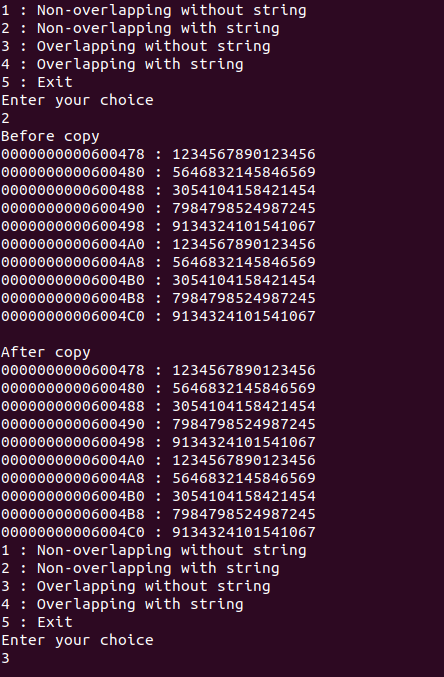 1 : Non-overlapping without string
2 : Non-overlapping with string
3 : Overlapping without string
4 : Overlapping with string
5 : Exit
Enter your choice
2
Before copy
0000000000600478 : 1234567890123456
0000000000600480 : 5646832145846569
0000000000600488 : 3054104158421454
0000000000600490 : 7984798524987245
0000000000600498 : 9134324101541067
00000000006004A0 : 1234567890123456
00000000006004A8 : 5646832145846569
00000000006004B0 : 3054104158421454
00000000006004B8 : 7984798524987245
00000000006004C0 : 9134324101541067
After copy
0000000000600478 : 1234567890123456
0000000000600480 : 5646832145846569
0000000000600488 : 3054104158421454
0000000000600490 : 7984798524987245
0000000000600498 : 9134324101541067
00000000006004A0 : 1234567890123456
00000000006004A8 : 5646832145846569
00000000006004B0 : 3054104158421454
00000000006004B8 : 7984798524987245
00000000006004C0 : 9134324101541067
1 : Non-overlapping without string
2 : Non-overlapping with string
3 : Overlapping without string
4 : Overlapping with string
5 : Exit
Enter your choice
3